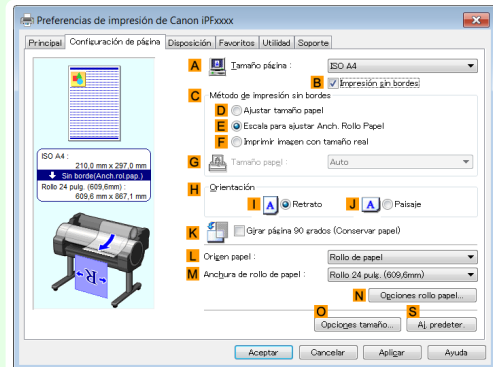 Preferencias de impresión de Canon iPFxxxx
Principal Configuración de página Disposición Favoritos Utilidad Soporte
A Tamaño página : ISO A4
B Impresión sin bordes
C Método de impresión sin bordes
D Ajustar tamaño papel
E Escala para ajustar Anch. Rollo Papel
F Imprimir imagen con tamaño real
G Tamaño papel : Auto
ISO A4 :
210,0 mm x 297,0 mm
Sin borde(Anch.rol.pap.)
Rollo 24 pulg. (609,6mm) :
609,6 mm x 867,1 mm
H Orientación
I A Retrato J A Paisaje
K Girar página 90 grados (Conservar papel)
L Origen papel : Rollo de papel
M Anchura de rollo de papel : Rollo 24 pulg. (609,6mm)
R
N Opciones rollo papel...
O S
Opciones tamaño... Aj. predeter.
Aceptar Cancelar Apligar Ayuda